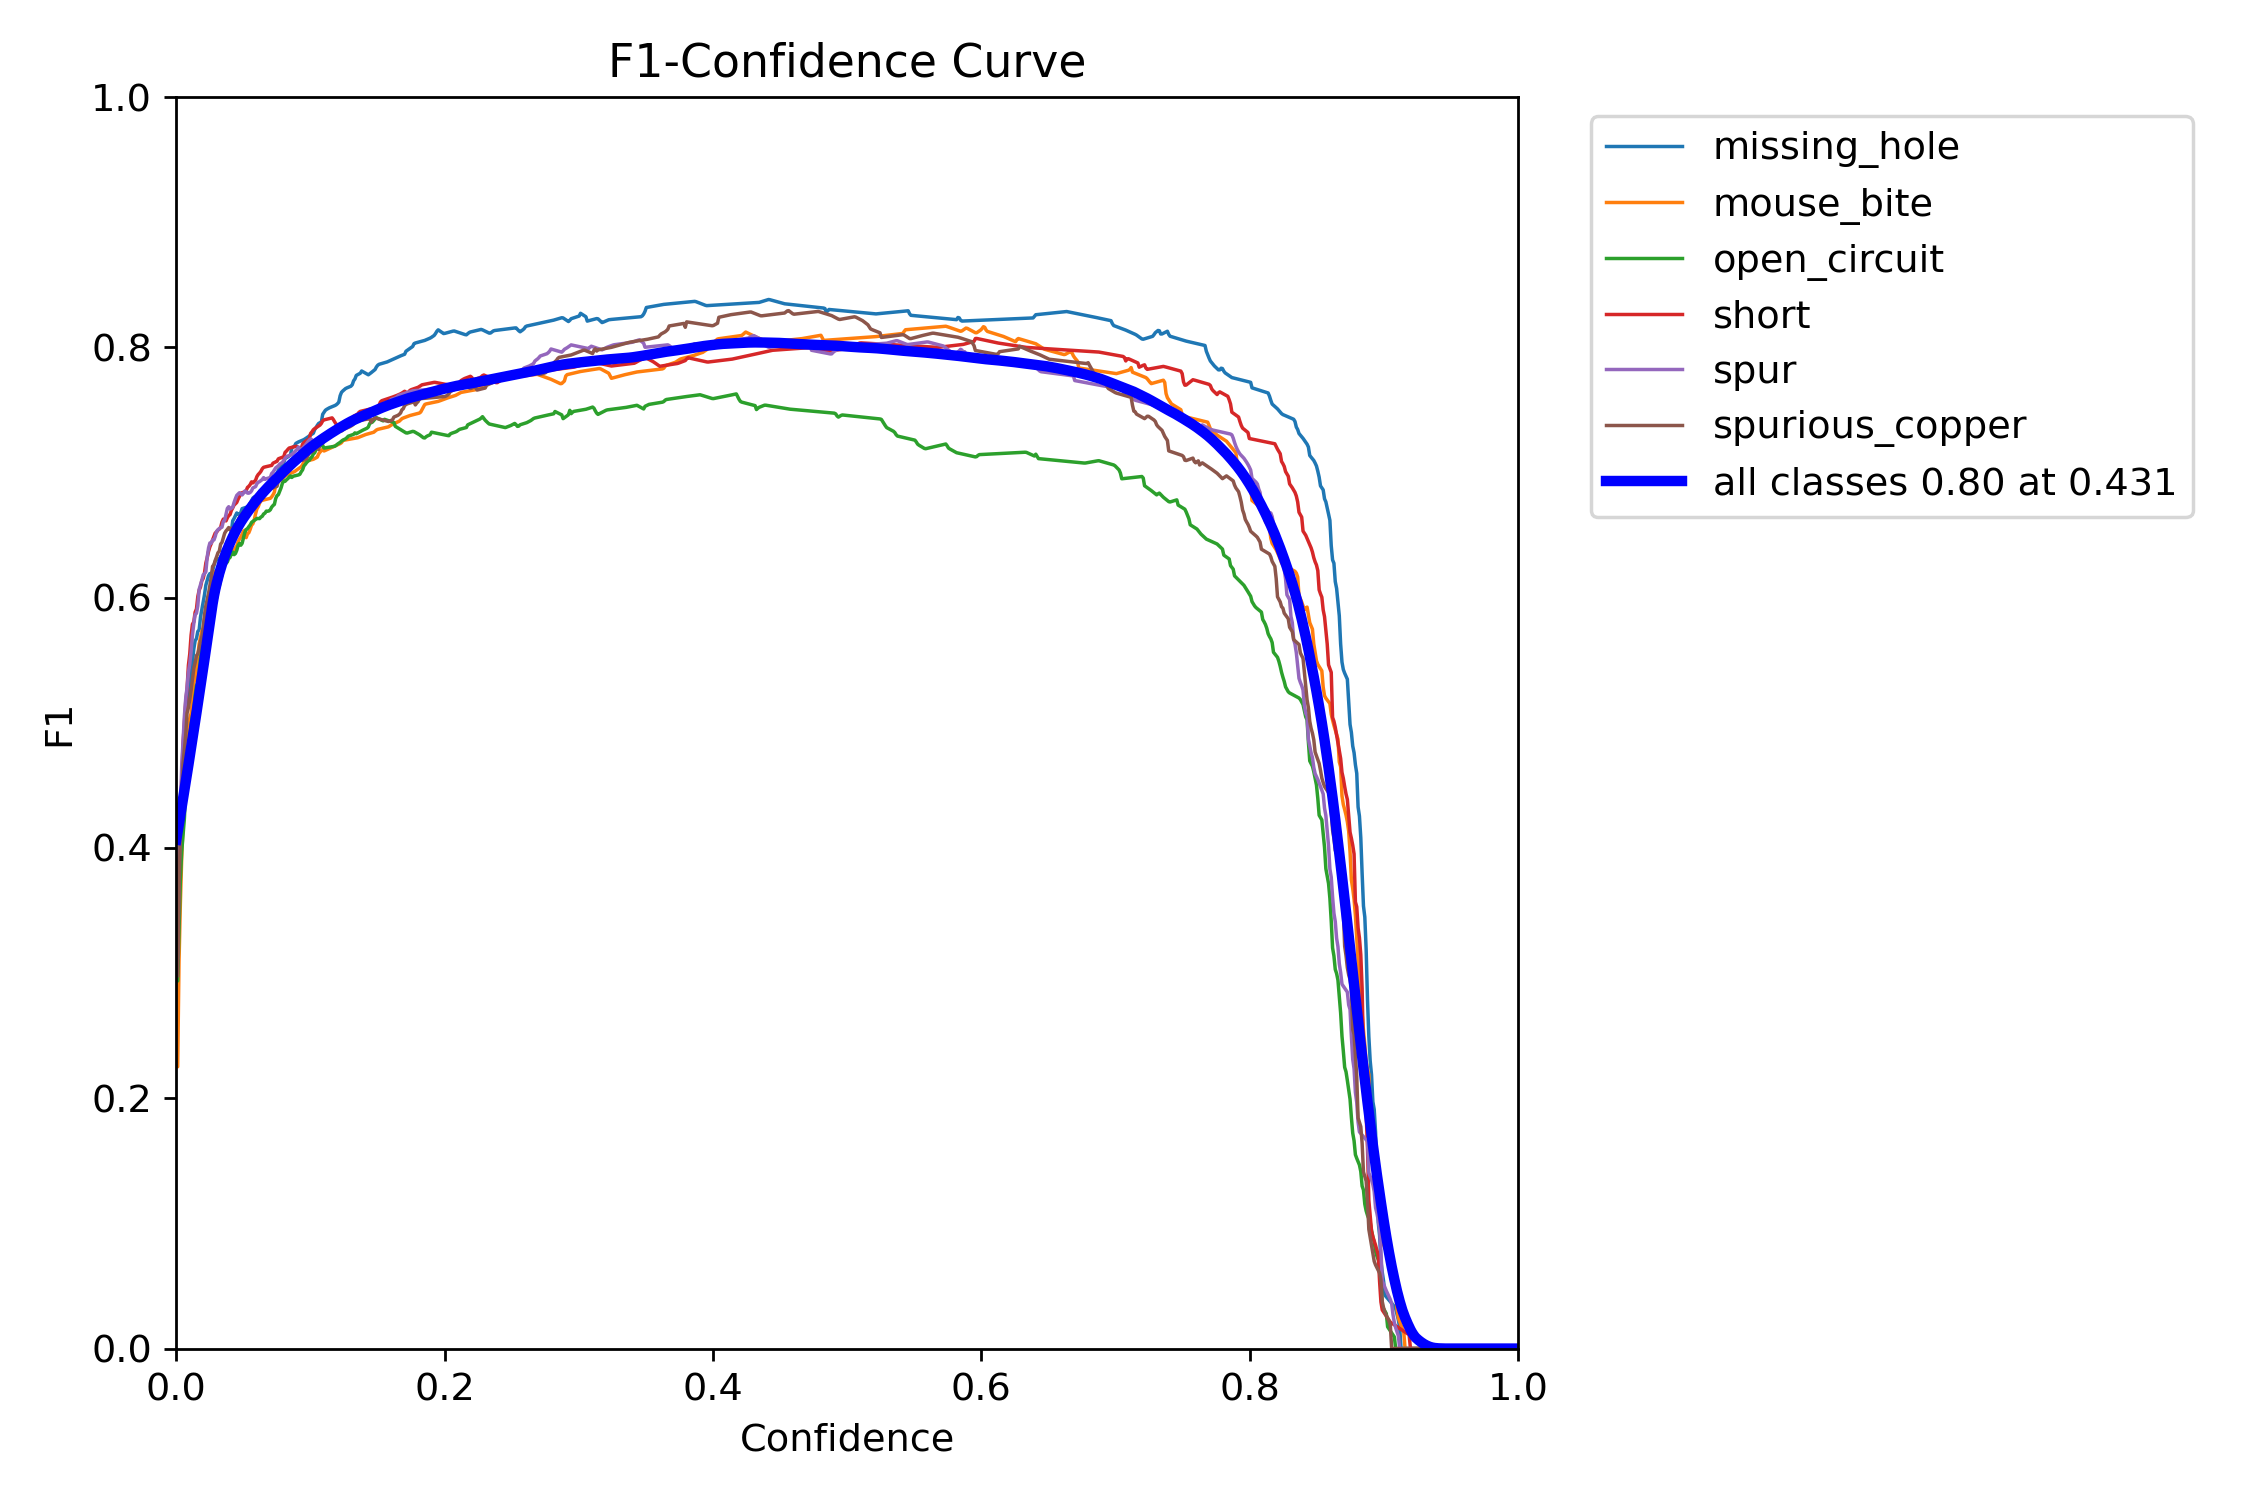 F1-Confidence Curve
1.0
0.8
0.6
0.4
0.2
0.0
F1
0.0 0.2 0.4 0.6 0.8 1.0
Confidence
missing_hole
mouse_bite
open_circuit
short
spur
spurious_copper
all classes 0.80 at 0.431